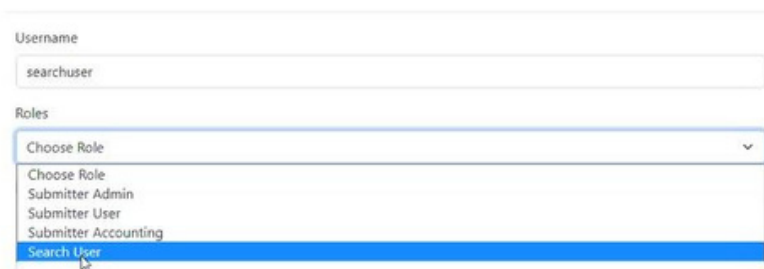 Username
searchuser
Roles
Choose Role
Choose Role
Submitter Admin
Submitter User
Submitter Accounting
Search User